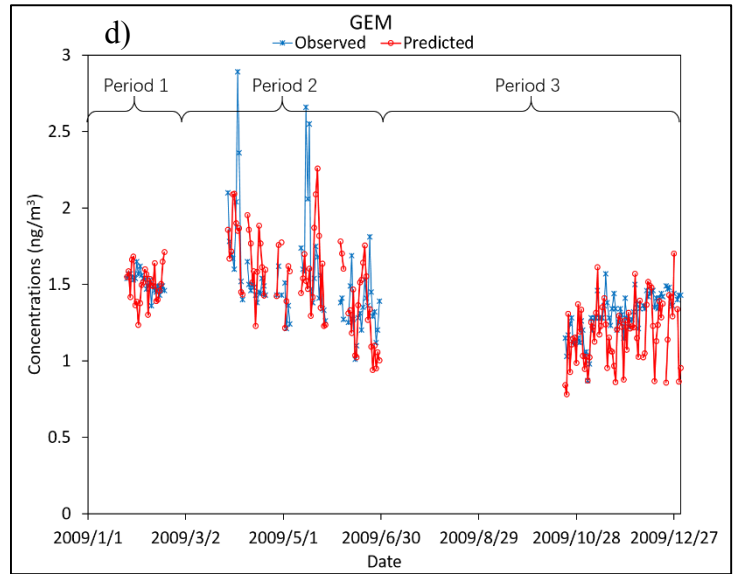 d)
GEM
Observed Predicted
Period 1 Period 2 Period 3
Concentrations (ng/m³)
3
2.5
2
1.5
1
0.5
0
2009/1/1 2009/3/2 2009/5/1 2009/6/30 2009/8/29 2009/10/28 2009/12/27
Date